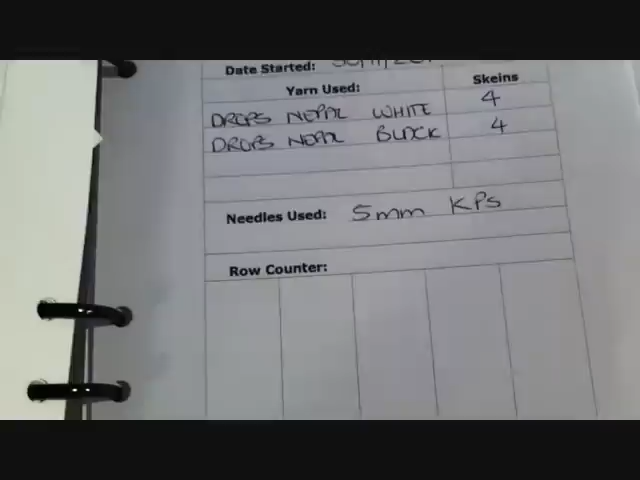 Date Started:
Yarn Used: Skeins
DROPS NEPAL WHITE 4
DROPS NEPAL BLACK 4
Needles Used: 5mm KPs
Row Counter: